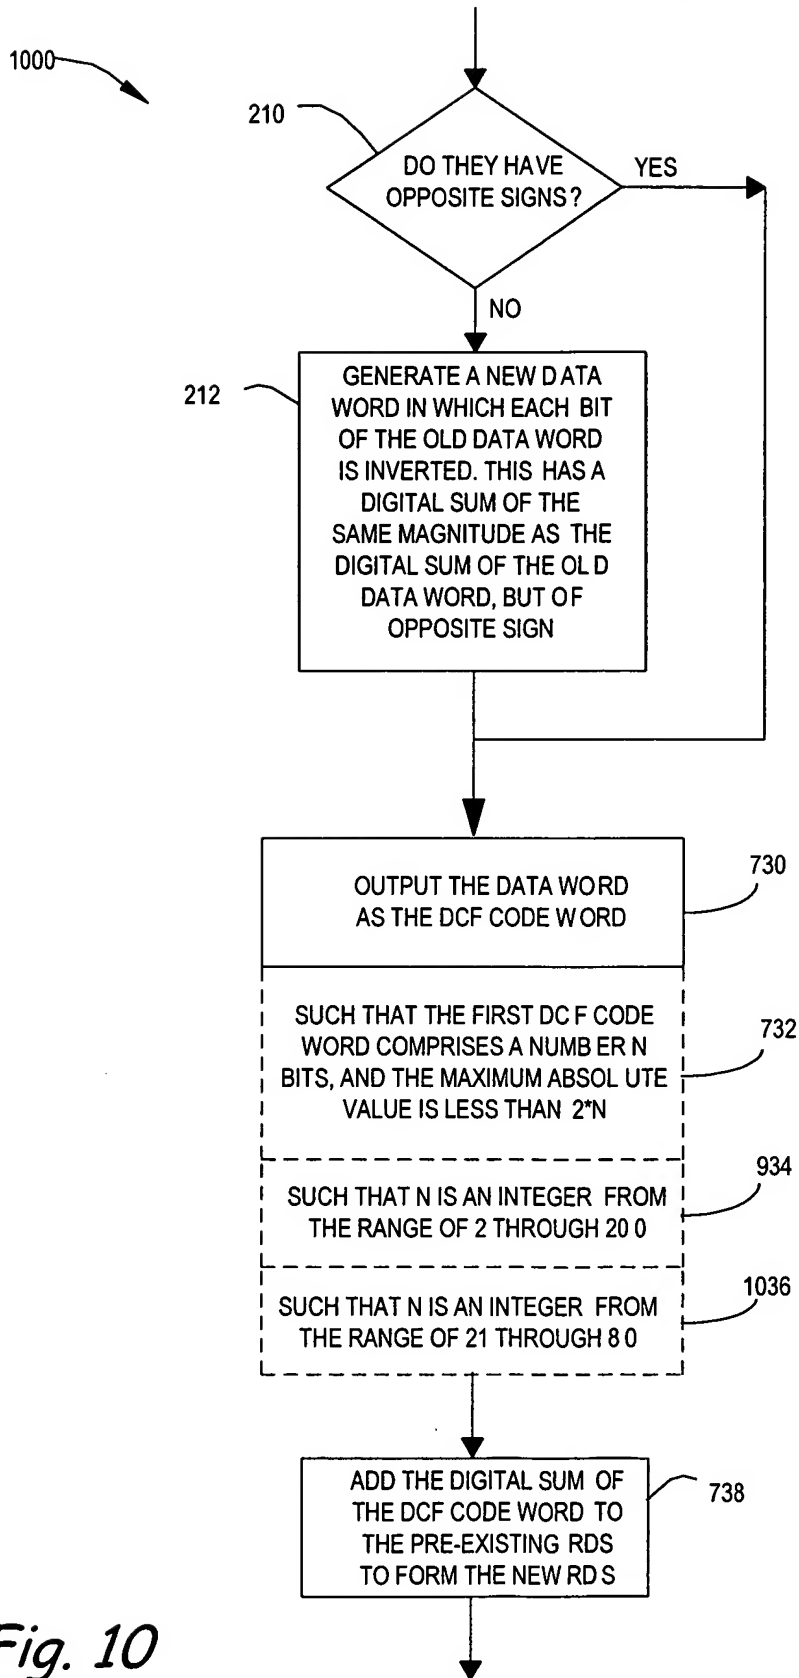 1000
210
DO THEY HAVE
OPPOSITE SIGNS?
YES
NO
212
GENERATE A NEW DATA
WORD IN WHICH EACH BIT
OF THE OLD DATA WORD
IS INVERTED. THIS HAS A
DIGITAL SUM OF THE
SAME MAGNITUDE AS THE
DIGITAL SUM OF THE OLD
DATA WORD, BUT OF
OPPOSITE SIGN
730
OUTPUT THE DATA WORD
AS THE DCF CODE WORD
SUCH THAT THE FIRST DCF CODE
WORD COMPRISES A NUMBER N
BITS, AND THE MAXIMUM ABSOLUTE
VALUE IS LESS THAN 2*N
732
934
SUCH THAT N IS AN INTEGER FROM
THE RANGE OF 2 THROUGH 200
1036
SUCH THAT N IS AN INTEGER FROM
THE RANGE OF 21 THROUGH 80
ADD THE DIGITAL SUM OF
THE DCF CODE WORD TO
THE PRE-EXISTING RDS
TO FORM THE NEW RDS
738
Fig. 10